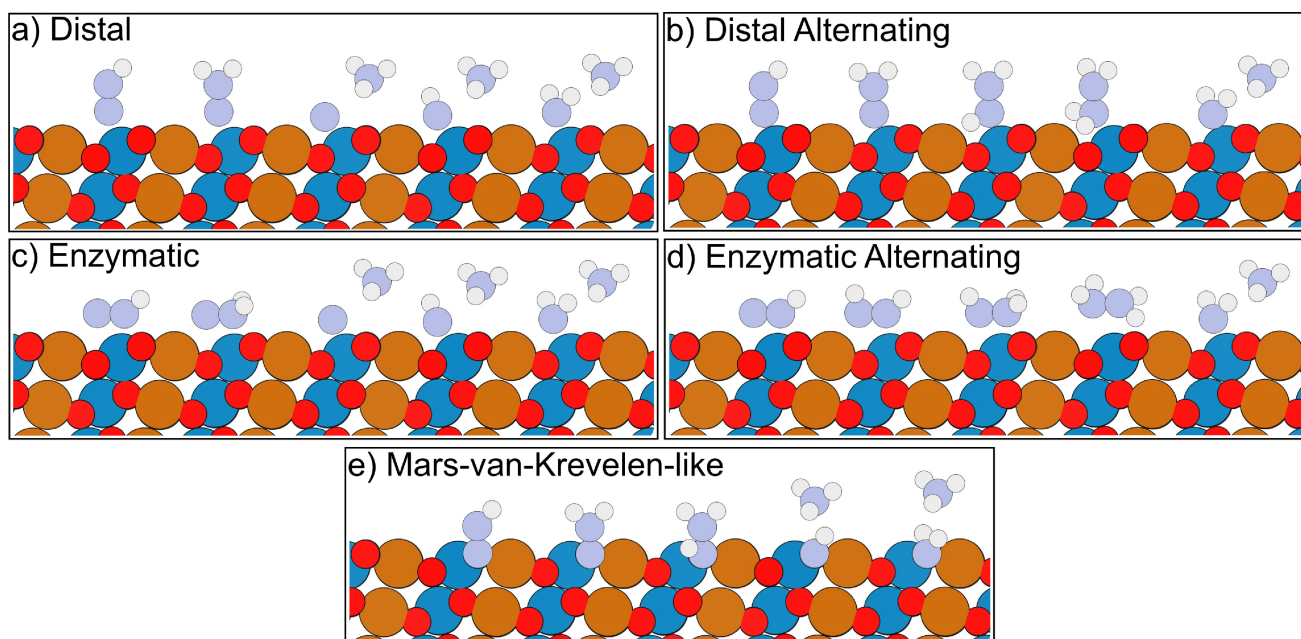 a) Distal
b) Distal Alternating
c) Enzymatic
d) Enzymatic Alternating
e) Mars-van-Krevelen-like